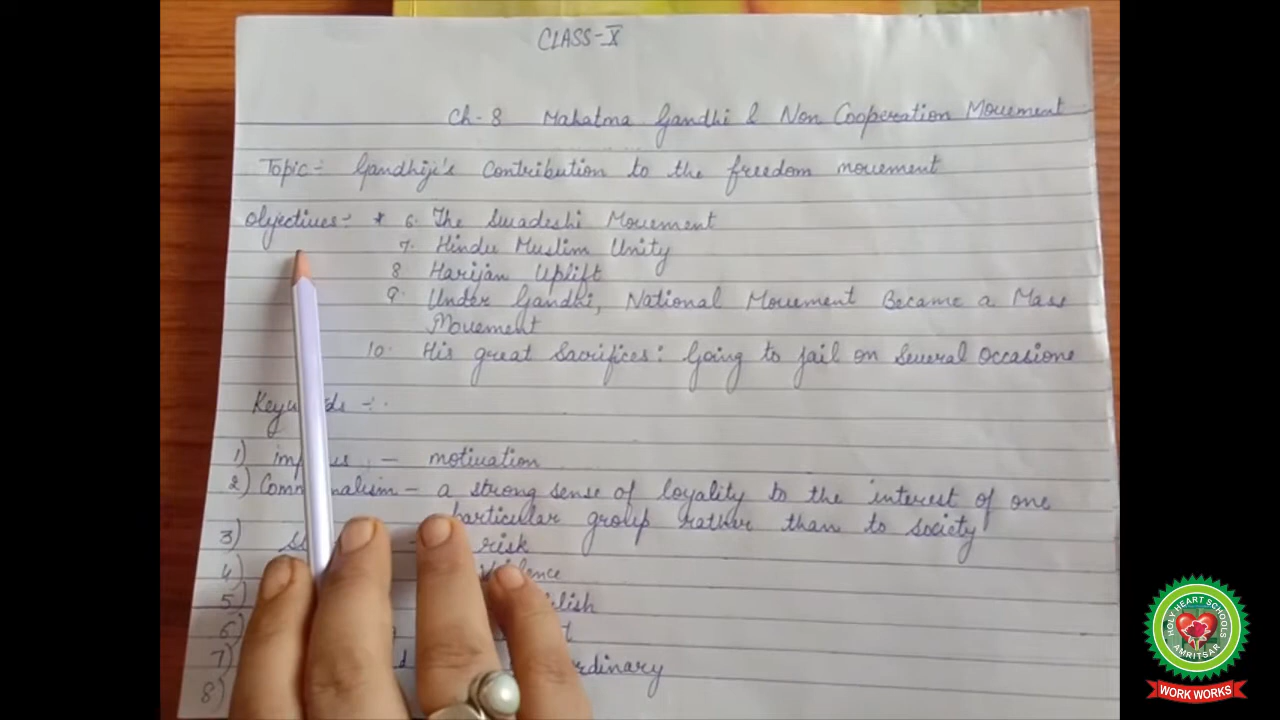 CLASS-X
Ch-8 Mahatma Gandhi & Non Cooperation Movement
Topic:- Gandhiji's Contribution to the freedom movement
Objectives:- * 6. The Swadeshi Movement
7. Hindu Muslim Unity
8 Harijan Uplift
9. Under Gandhi, National Movement Became a Mass
Movement
10. His great Sacrifices: Going to jail on Several Occasions
Keywords :-
1) – motivation
2) Communalism – a strong sense of loyality to the interest of one
particular group rather than to society
3) – risk
4)
5)
6)
7)
8)
HOLY HEART SCHOOLS
AMRITSAR
WORK WORKS